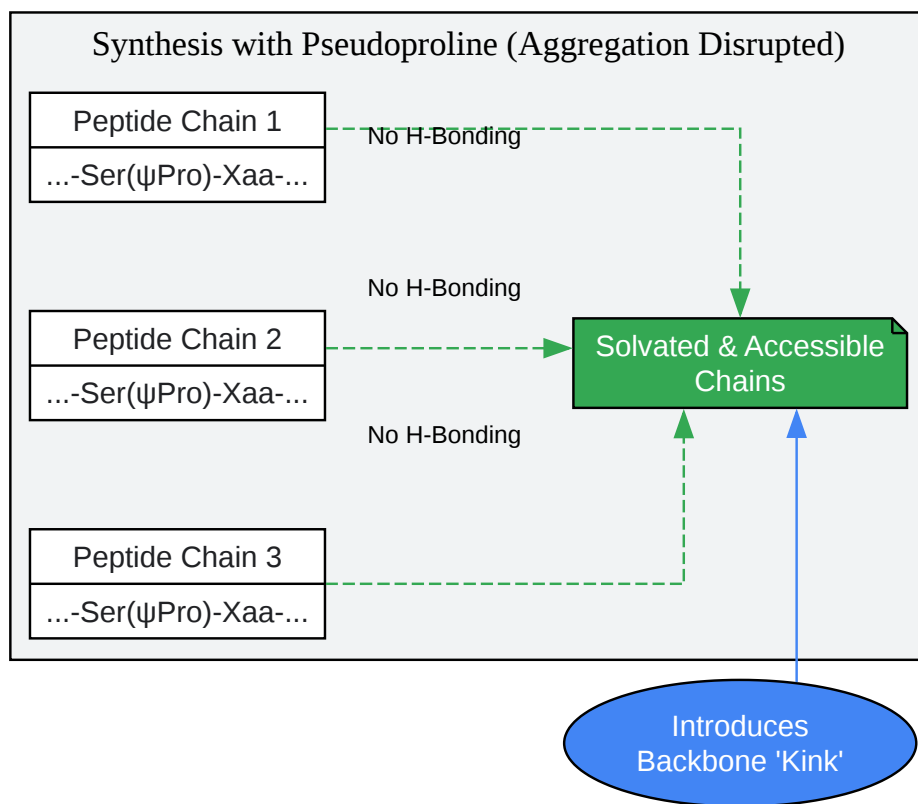 Synthesis with Pseudoproline (Aggregation Disrupted)
Peptide Chain 1
...-Ser(ψPro)-Xaa-...
No H-Bonding
No H-Bonding
Peptide Chain 2
...-Ser(ψPro)-Xaa-...
Solvated & Accessible
Chains
No H-Bonding
Peptide Chain 3
...-Ser(ψPro)-Xaa-...
Introduces
Backbone 'Kink'